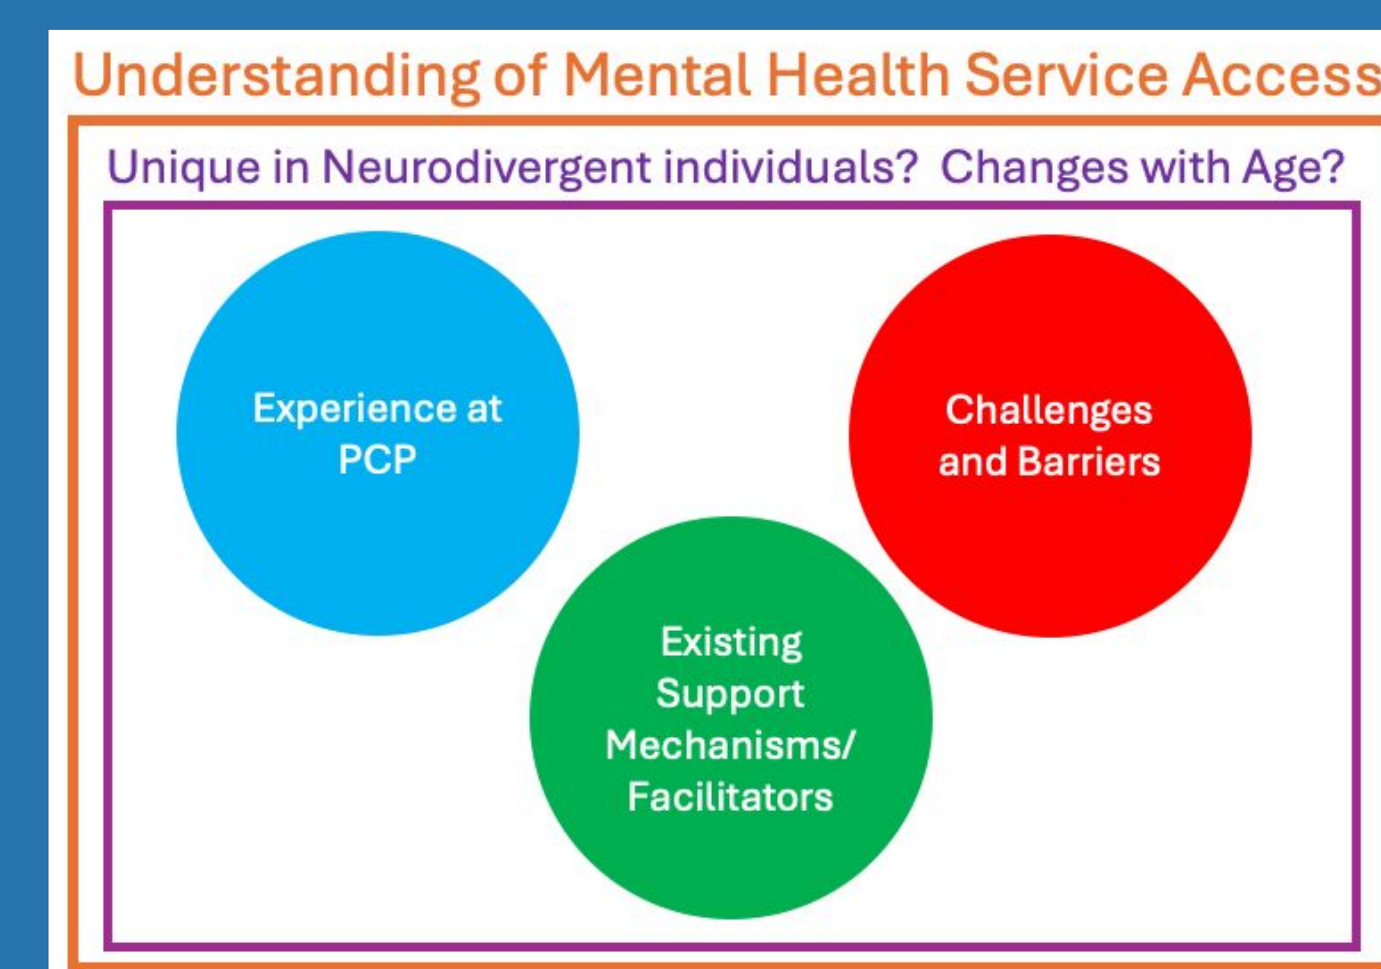 Understanding of Mental Health Service Access
Unique in Neurodivergent individuals? Changes with Age?
Experience at
PCP
Challenges
and Barriers
Existing
Support
Mechanisms/
Facilitators